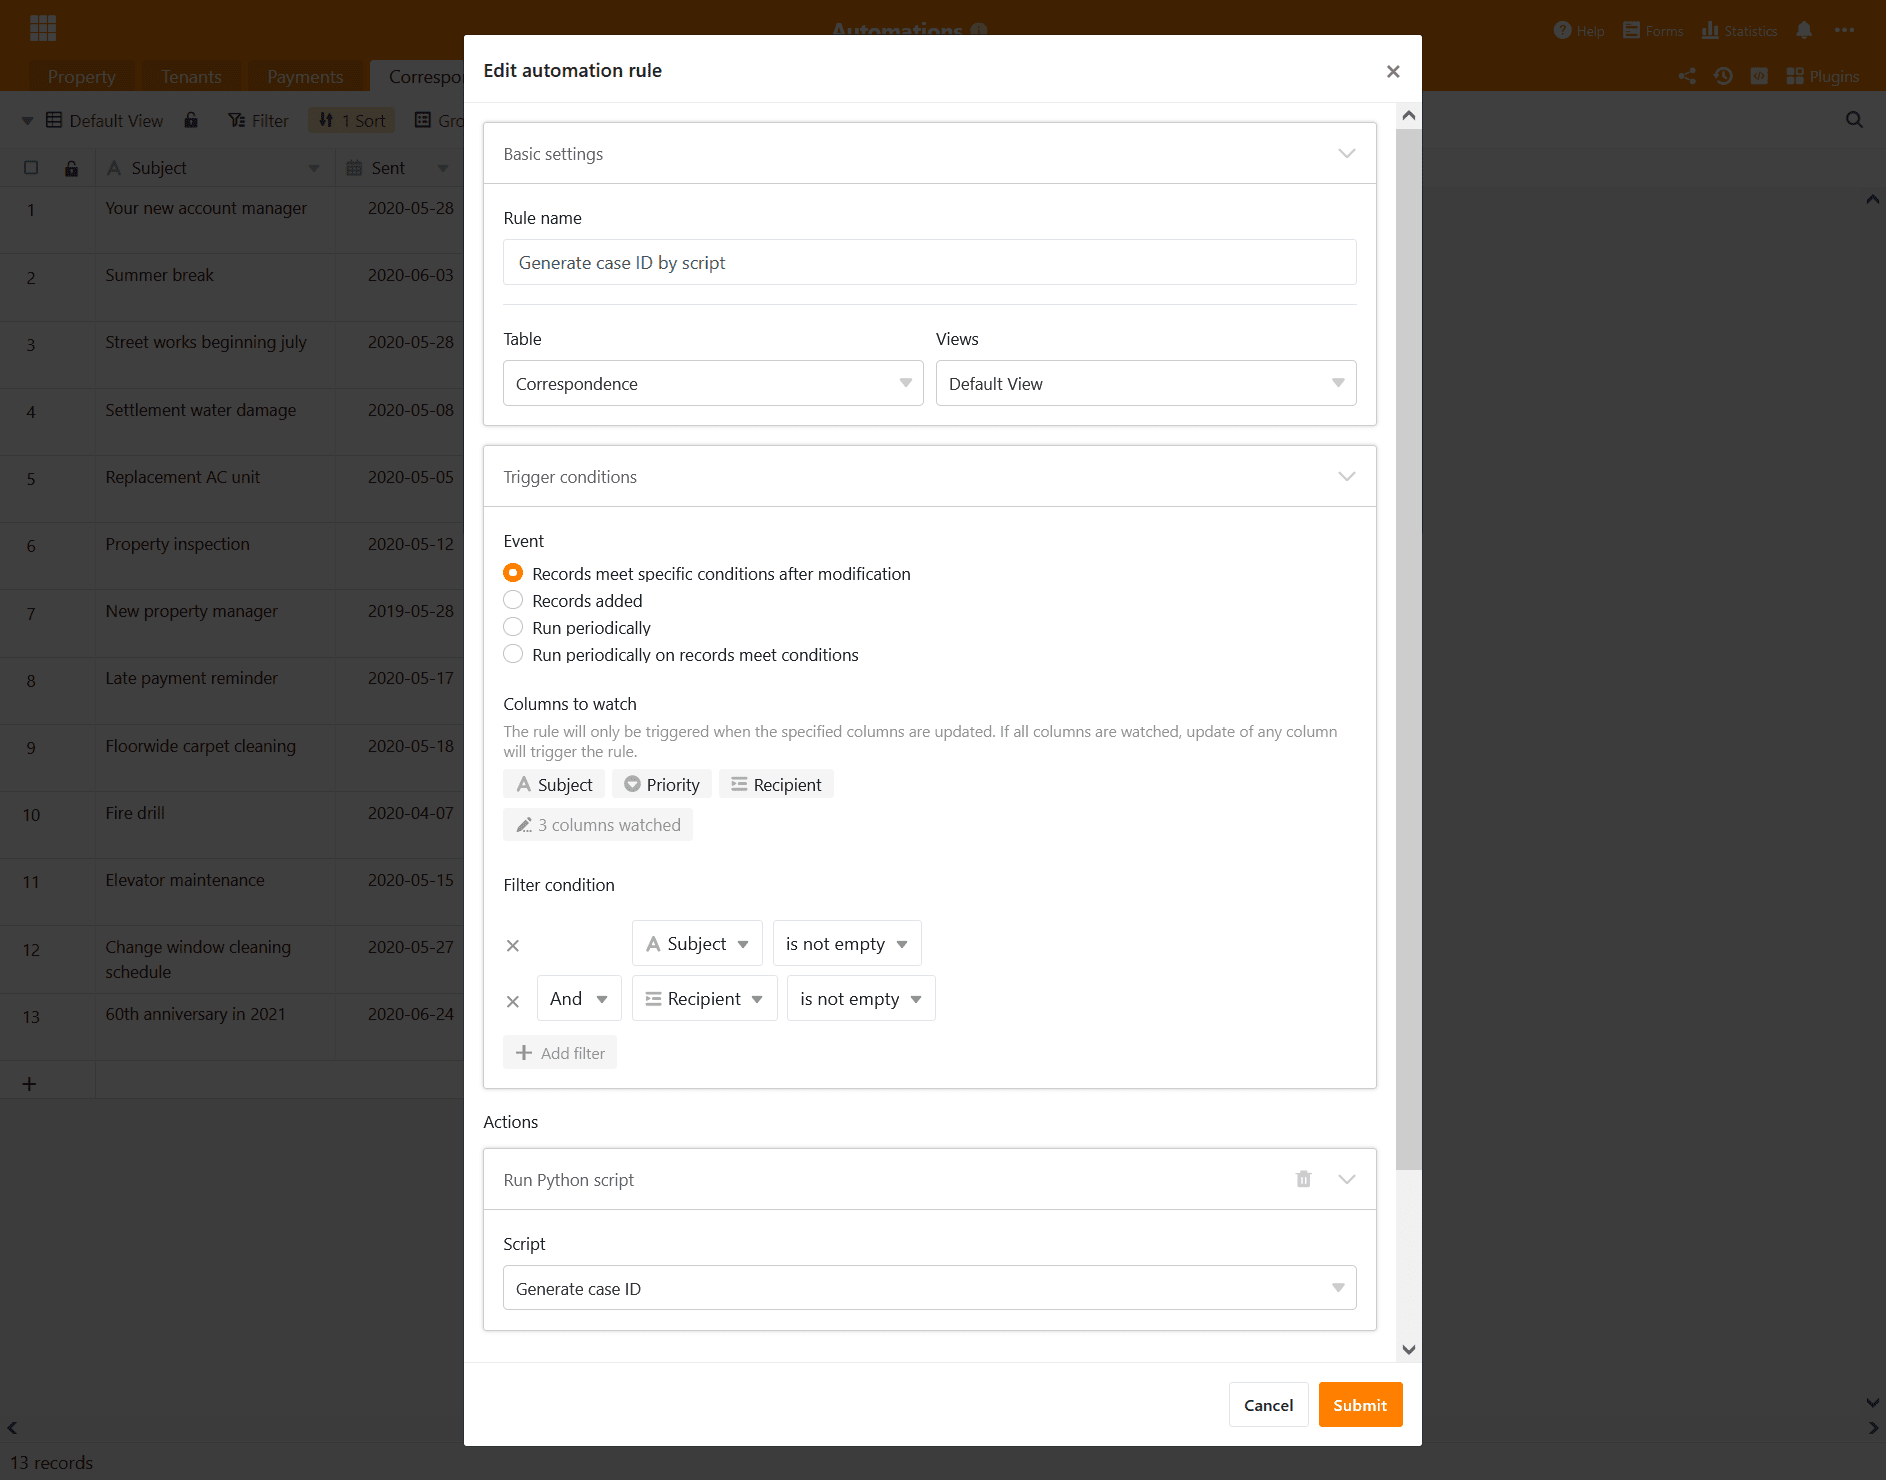 Automations
Help
Forms
Statistics
Property
Tenants
Payments
Correspo
Plugins
Default View
Filter
1 Sort
Gro
Subject
Sent
1 Your new account manager 2020-05-28
2 Summer break 2020-06-03
3 Street works beginning july 2020-05-28
4 Settlement water damage 2020-05-08
5 Replacement AC unit 2020-05-05
6 Property inspection 2020-05-12
7 New property manager 2019-05-28
8 Late payment reminder 2020-05-17
9 Floorwide carpet cleaning 2020-05-18
10 Fire drill 2020-04-07
11 Elevator maintenance 2020-05-15
12 Change window cleaning 2020-05-27
schedule
13 60th anniversary in 2021 2020-06-24
13 records
Edit automation rule
Basic settings
Rule name
Generate case ID by script
Table Views
Correspondence Default View
Trigger conditions
Event
Records meet specific conditions after modification
Records added
Run periodically
Run periodically on records meet conditions
Columns to watch
The rule will only be triggered when the specified columns are updated. If all columns are watched, update of any column
will trigger the rule.
Subject Priority Recipient
3 columns watched
Filter condition
Subject is not empty
And Recipient is not empty
Add filter
Actions
Run Python script
Script
Generate case ID
Cancel Submit